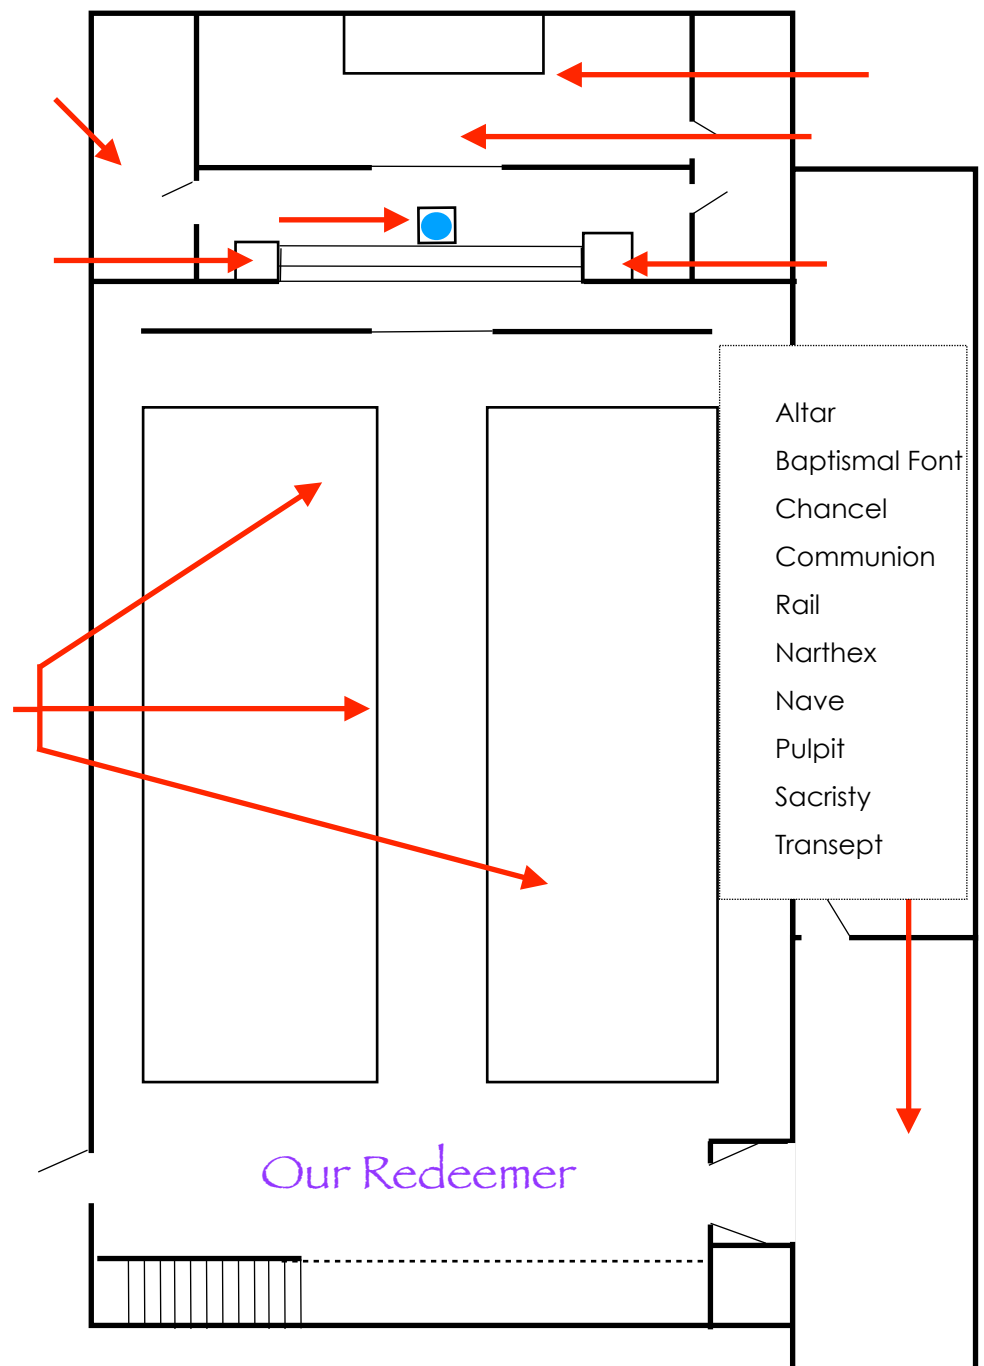 Altar
Baptismal Font
Chancel
Communion
Rail
Narthex
Nave
Pulpit
Sacristy
Transept
Our Redeemer